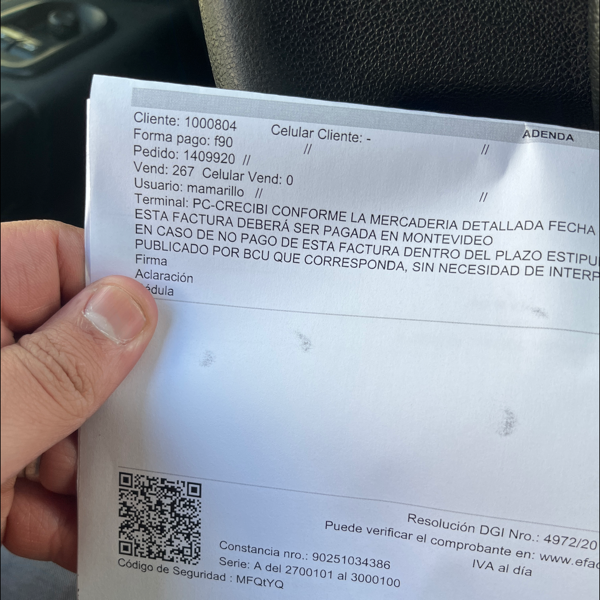 ADENDA
Cliente: 1000804 Celular Cliente: -
Forma pago: f90 // //
Pedido: 1409920 //
Vend: 267 Celular Vend: 0
Usuario: mamarillo // //
Terminal: PC-CRECIBI CONFORME LA MERCADERIA DETALLADA FECHA
ESTA FACTURA DEBERÁ SER PAGADA EN MONTEVIDEO
EN CASO DE NO PAGO DE ESTA FACTURA DENTRO DEL PLAZO ESTIPU
PUBLICADO POR BCU QUE CORRESPONDA, SIN NECESIDAD DE INTERP
Firma
Aclaración
édula
Resolución DGI Nro.: 4972/20
Puede verificar el comprobante en: www.efac
IVA al día
Constancia nro.: 90251034386
Serie: A del 2700101 al 3000100
Código de Seguridad : MFQtYQ